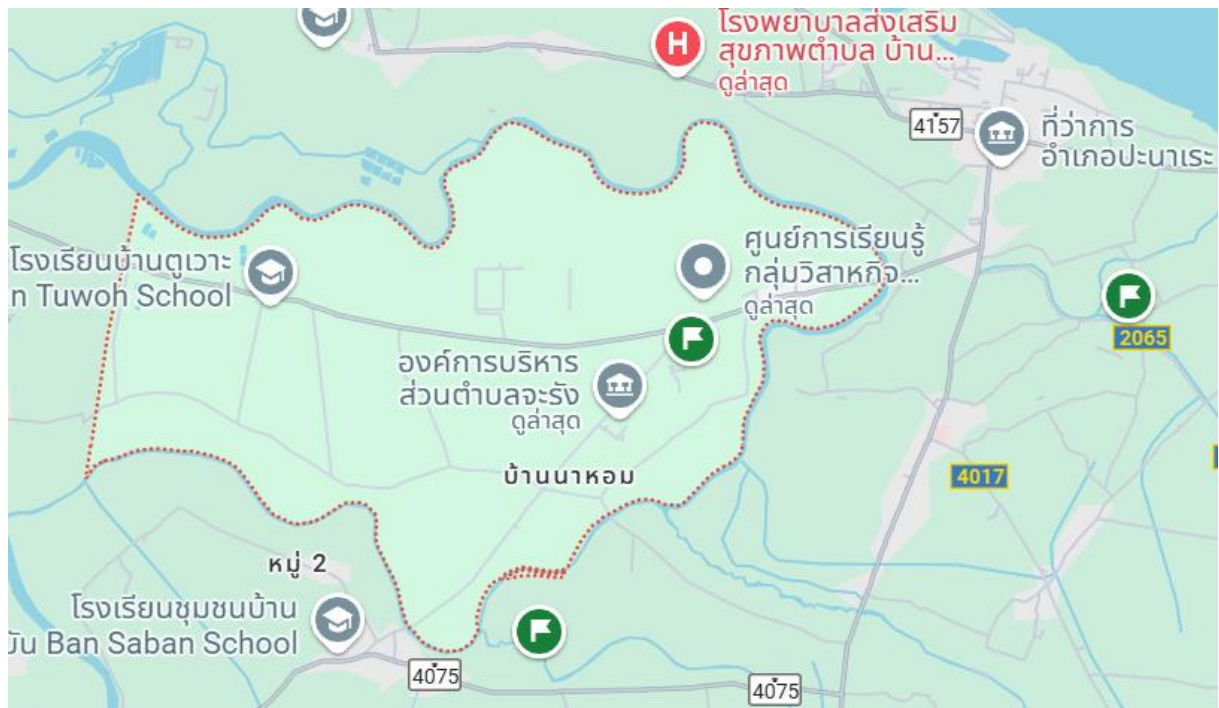 โรงพยาบาลส่งเสริม
สุขภาพตำบล บ้าน...
ดูล่าสุด
4157
ที่ว่าการ
อำเภอปะนาเระ
โรงเรียนบ้านตูเวาะ
n Tuwoh School
ศูนย์การเรียนรู้
กลุ่มวิสาหกิจ...
ดูล่าสุด
2065
องค์การบริหาร
ส่วนตำบลจะรัง
ดูล่าสุด
บ้านนาหอม
4017
หมู่ 2
โรงเรียนชุมชนบ้าน
Ban Saban School
4075
4075
H